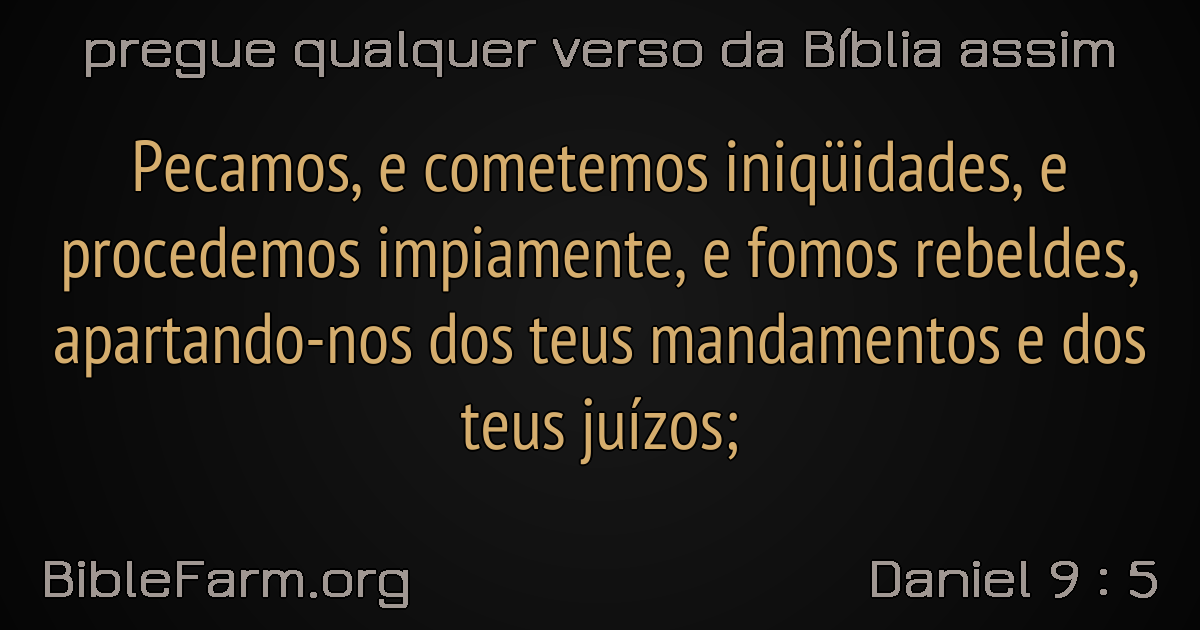 pregue qualquer verso da Bíblia assim
Pecamos, e cometemos iniqüidades, e
procedemos impiamente, e fomos rebeldes,
apartando-nos dos teus mandamentos e dos
teus juízos;
BibleFarm.org
Daniel 9 : 5